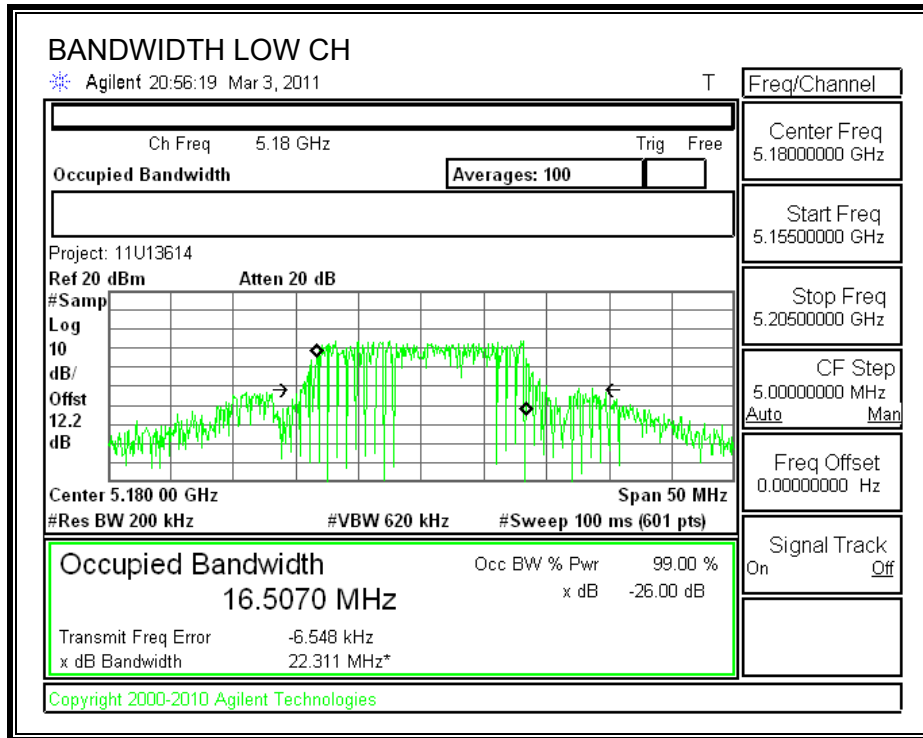 BANDWIDTH LOW CH
Agilent 20:56:19 Mar 3, 2011 T
Freq/Channel
Ch Freq 5.18 GHz Trig Free
Occupied Bandwidth Averages: 100
Project: 11U13614
Ref 20 dBm Atten 20 dB
#Samp
Log
10
dB/
Offst
12.2
dB
Center 5.180 00 GHz Span 50 MHz
#Res BW 200 kHz #VBW 620 kHz #Sweep 100 ms (601 pts)
Occupied Bandwidth Occ BW % Pwr 99.00 %
16.5070 MHz x dB -26.00 dB
Transmit Freq Error -6.548 kHz
x dB Bandwidth 22.311 MHz*
Copyright 2000-2010 Agilent Technologies
Center Freq
5.18000000 GHz
Start Freq
5.15500000 GHz
Stop Freq
5.20500000 GHz
CF Step
5.00000000 MHz
Auto Man
Freq Offset
0.00000000 Hz
Signal Track
On Off